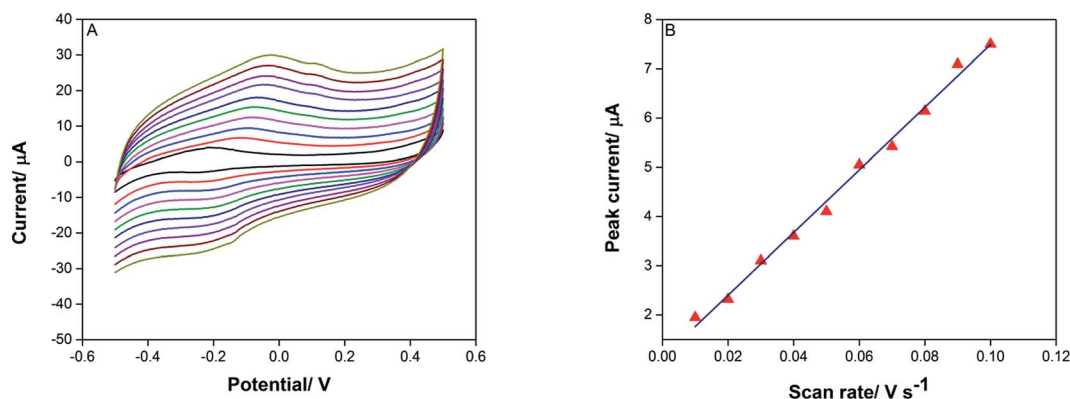 A
40
30
20
10
0
-10
-20
-30
-40
-50
-0.6 -0.4 -0.2 0.0 0.2 0.4 0.6
Current/ μA
Potential/ V
B
8
7
6
5
4
3
2
0.00 0.02 0.04 0.06 0.08 0.10 0.12
Peak current/ μA
Scan rate/ V s⁻¹